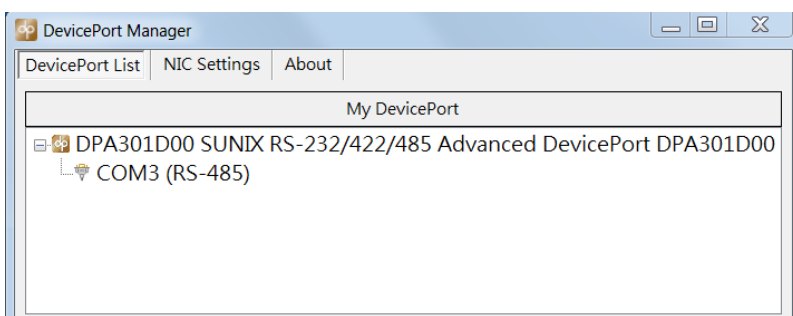 DevicePort Manager
DevicePort List NIC Settings About
My DevicePort
DPA301D00 SUNIX RS-232/422/485 Advanced DevicePort DPA301D00
COM3 (RS-485)